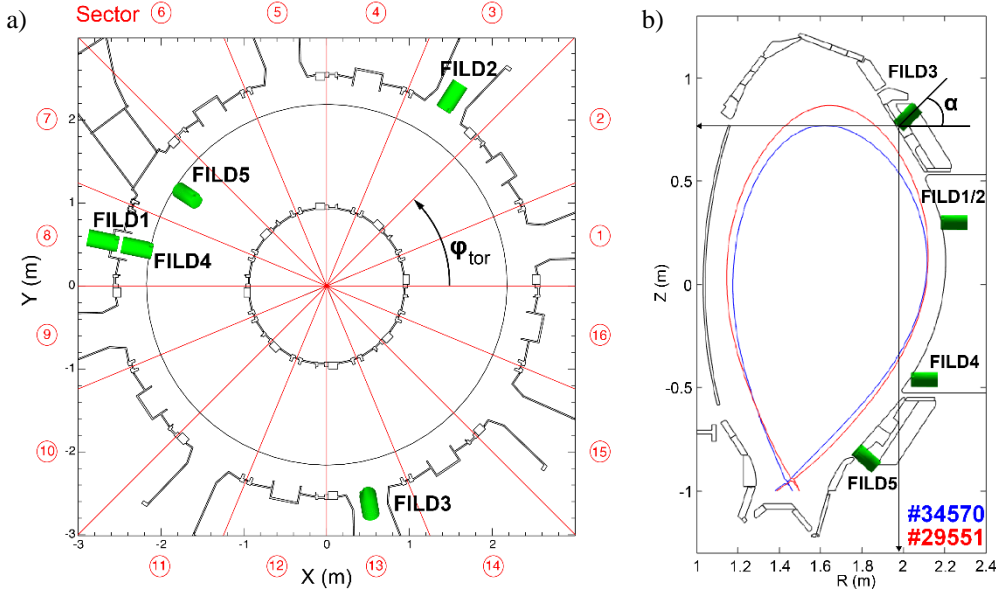 a)
Sector
6
5
4
3
7
8
9
10
2
1
16
15
11
12
13
14
FILD2
FILD5
FILD1
FILD4
FILD3
φtor
Y (m)
2
1
0
-1
-2
-3
-3
-2
-1
0
1
2
X (m)
b)
FILD3
α
FILD1/2
FILD4
FILD5
#34570
#29551
Z (m)
1
0.5
0
-0.5
-1
1
1.2
1.4
1.6
1.8
2
2.2
2.4
R (m)